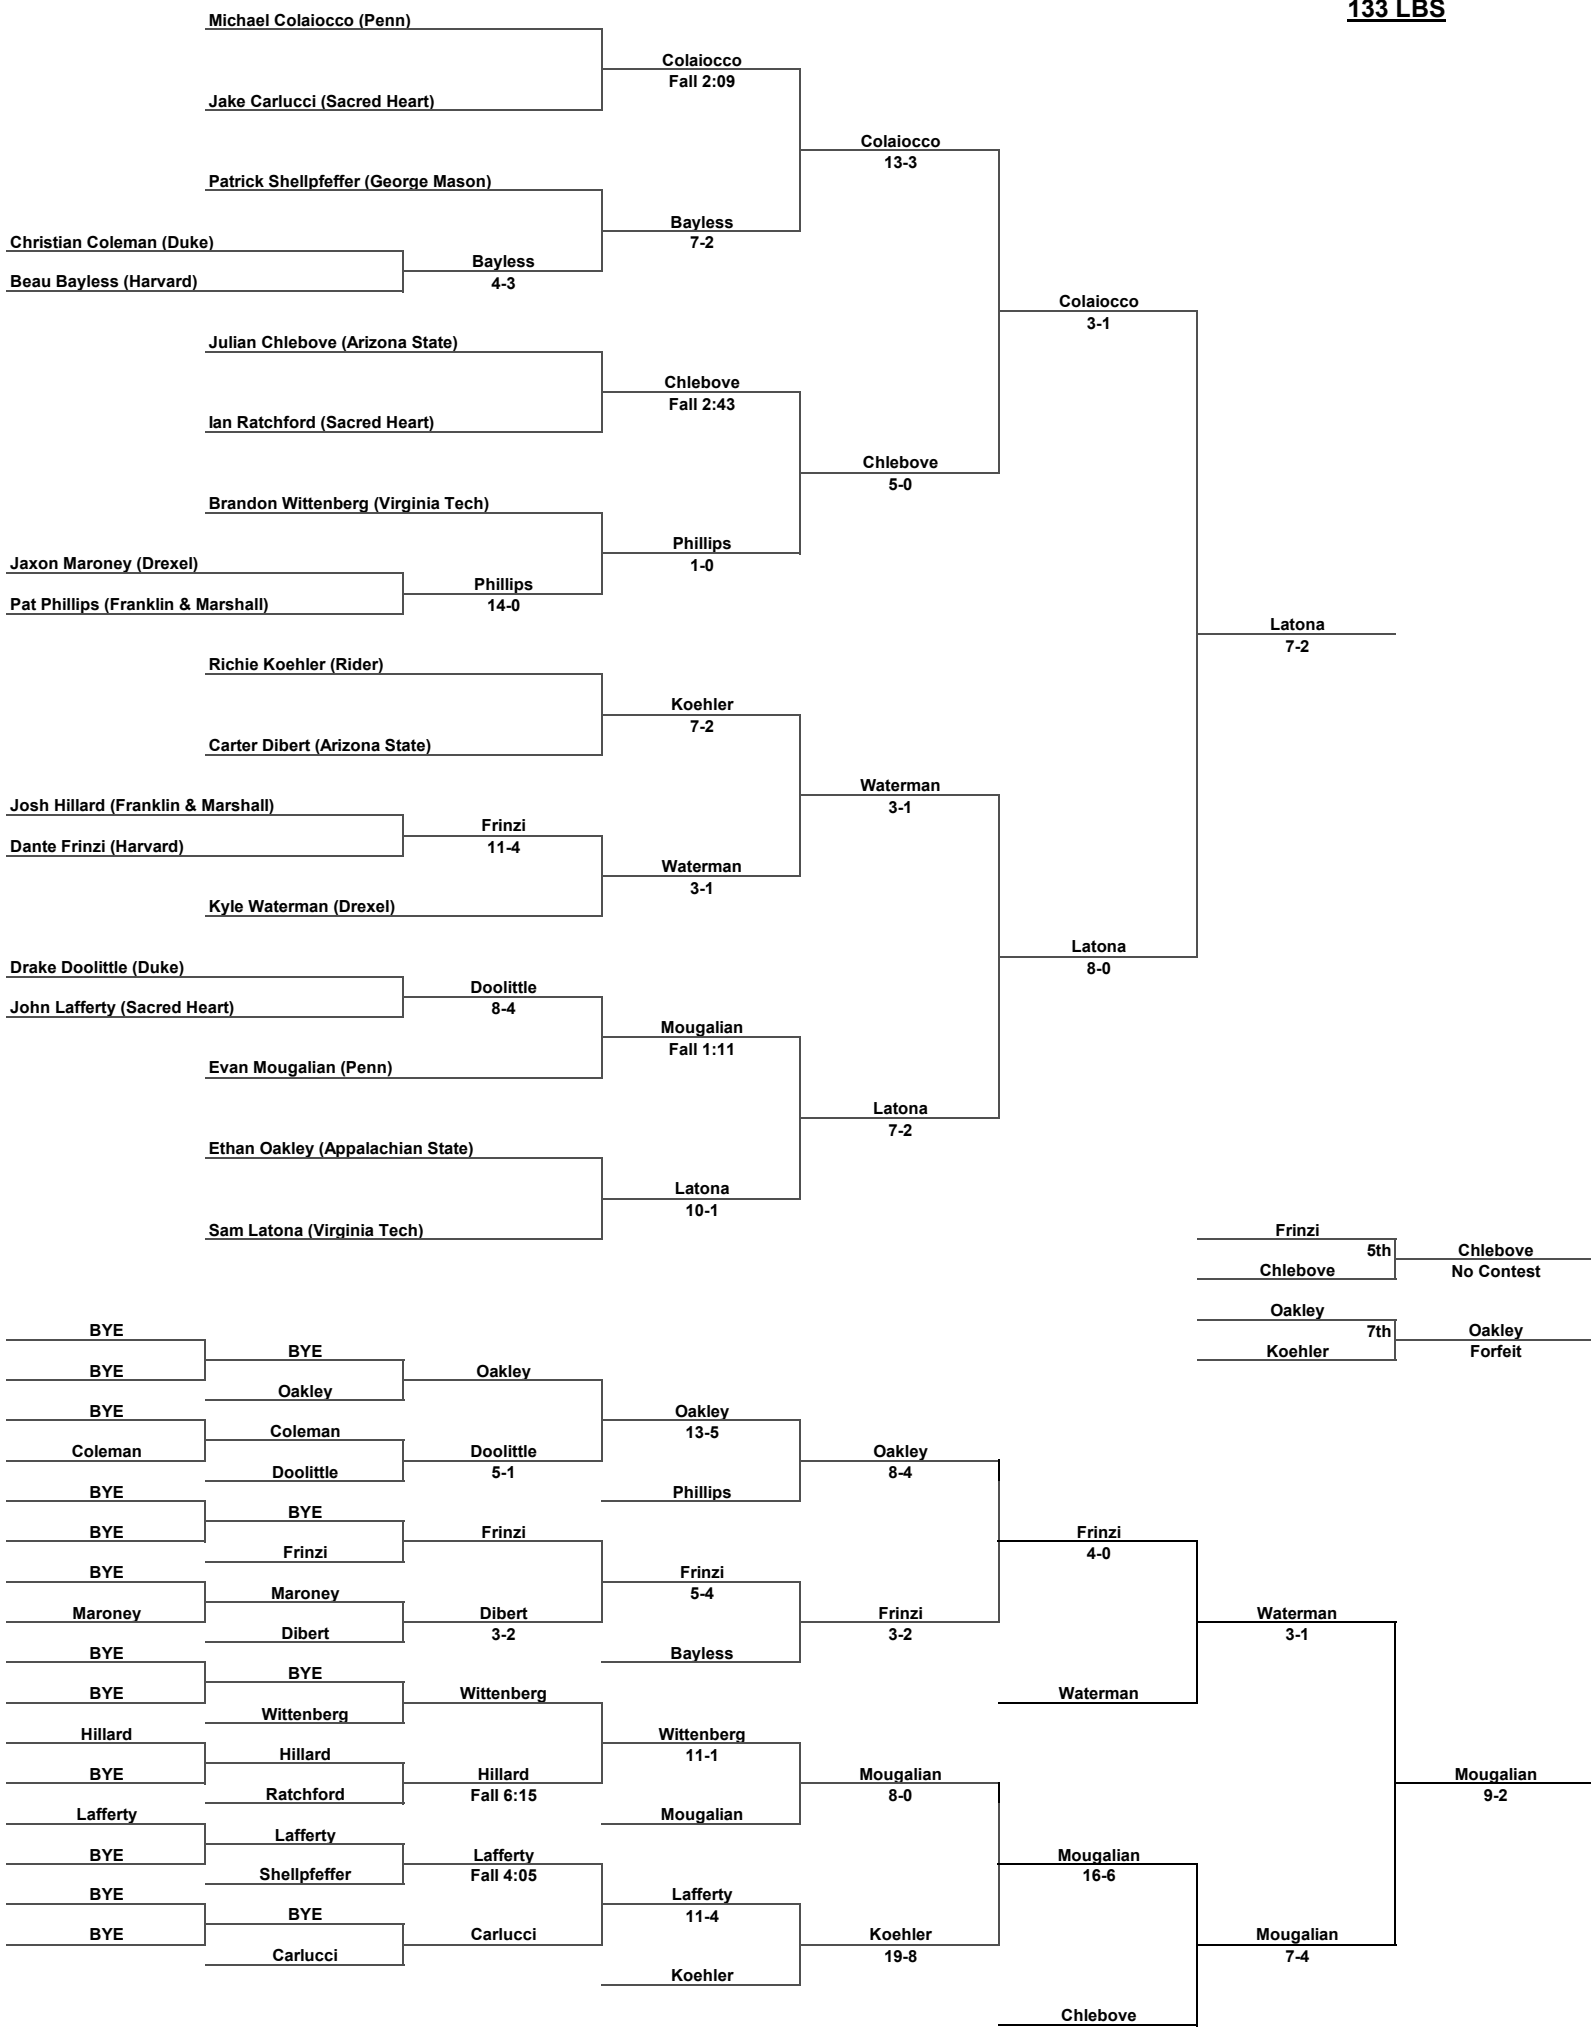 133 LBS
Michael Colaiocco (Penn)
Colaiocco
Fall 2:09
Jake Carlucci (Sacred Heart)
Colaiocco
13-3
Patrick Shellpfeffer (George Mason)
Bayless
7-2
Christian Coleman (Duke)
Bayless
4-3
Beau Bayless (Harvard)
Colaiocco
3-1
Julian Chlebove (Arizona State)
Chlebove
Fall 2:43
Ian Ratchford (Sacred Heart)
Chlebove
5-0
Brandon Wittenberg (Virginia Tech)
Phillips
1-0
Jaxon Maroney (Drexel)
Phillips
14-0
Pat Phillips (Franklin & Marshall)
Latona
7-2
Richie Koehler (Rider)
Koehler
7-2
Carter Dibert (Arizona State)
Waterman
3-1
Josh Hillard (Franklin & Marshall)
Frinzi
11-4
Dante Frinzi (Harvard)
Waterman
3-1
Kyle Waterman (Drexel)
Latona
8-0
Drake Doolittle (Duke)
Doolittle
8-4
John Lafferty (Sacred Heart)
Mougalian
Fall 1:11
Evan Mougalian (Penn)
Latona
7-2
Ethan Oakley (Appalachian State)
Latona
10-1
Sam Latona (Virginia Tech)
Frinzi
5th
Chlebove
Chlebove
No Contest
Oakley
7th
Oakley
Koehler
Forfeit
BYE
BYE
BYE
Oakley
Oakley
BYE
Oakley
13-5
Coleman
Coleman
Doolittle
5-1
Doolittle
Oakley
8-4
BYE
Phillips
BYE
BYE
Frinzi
Frinzi
4-0
Frinzi
BYE
Frinzi
5-4
Maroney
Maroney
Dibert
3-2
Frinzi
3-2
Waterman
3-1
Dibert
BYE
Bayless
BYE
BYE
Wittenberg
Waterman
Wittenberg
Hillard
Wittenberg
11-1
Hillard
BYE
Hillard
Fall 6:15
Mougalian
8-0
Mougalian
9-2
Ratchford
Lafferty
Mougalian
Lafferty
BYE
Lafferty
Fall 4:05
Mougalian
16-6
Shellpfeffer
BYE
Lafferty
11-4
BYE
BYE
Carlucci
Koehler
19-8
Mougalian
7-4
Carlucci
Koehler
Chlebove